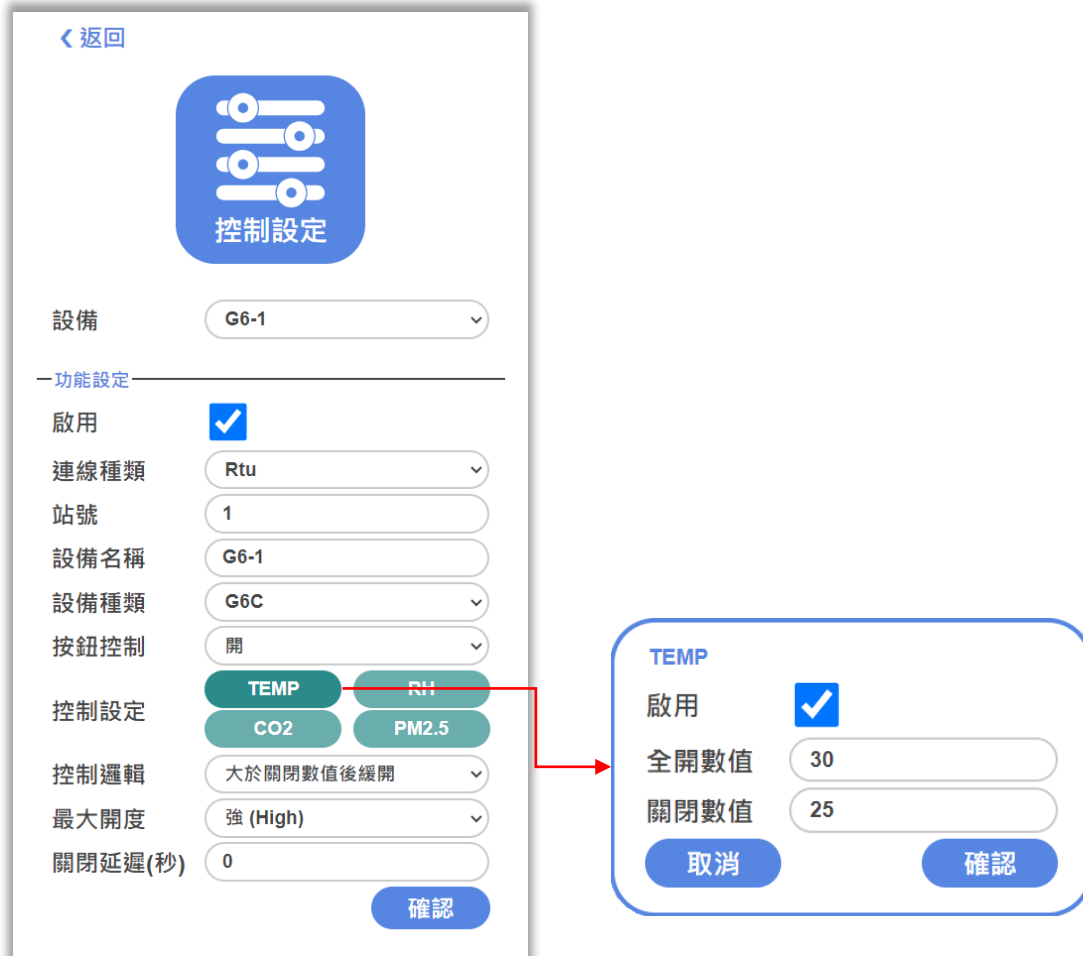 返回
控制設定
設備 G6-1
功能設定
啟用
連線種類 Rtu
站號 1
設備名稱 G6-1
設備種類 G6C
按鈕控制 開
控制設定 TEMP RH
CO2 PM2.5
控制邏輯 大於關閉數值後緩開
最大開度 強 (High)
關閉延遲(秒) 0
確認
TEMP
啟用
全開數值 30
關閉數值 25
取消 確認